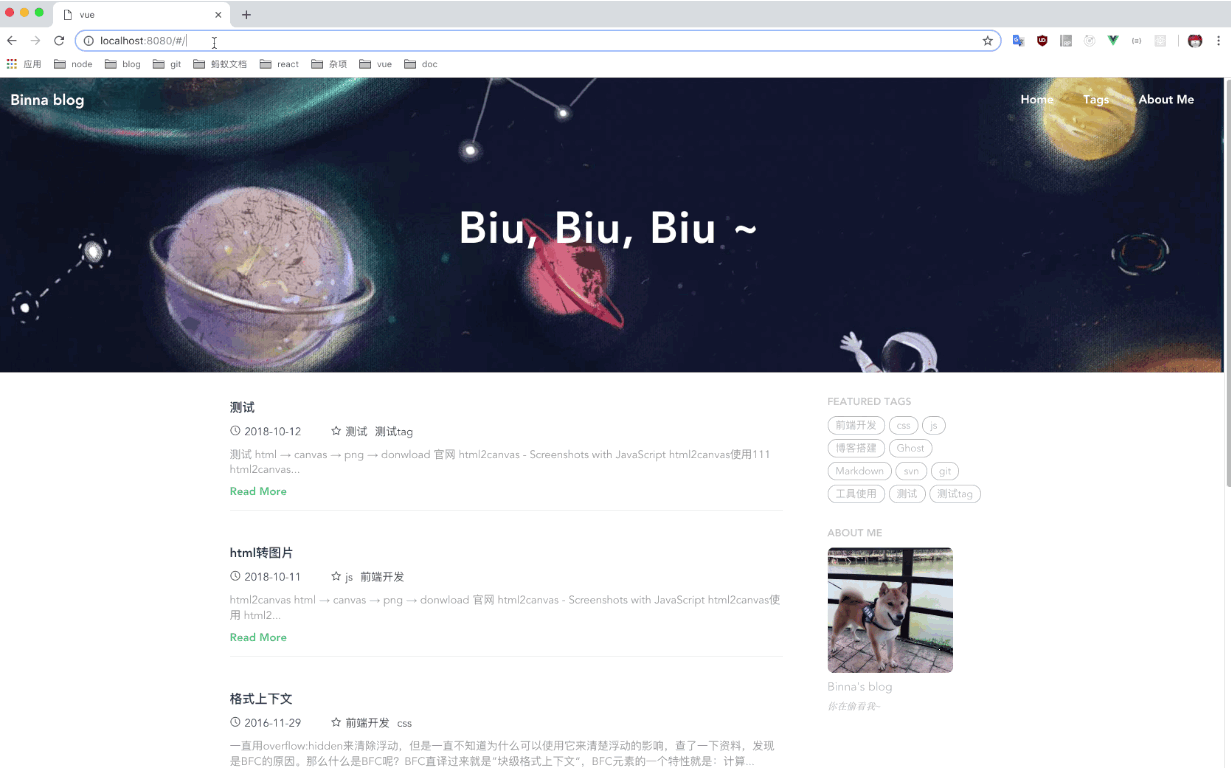 vue
localhost:8080/#/
应用 node blog git 蚂蚁文档 react 杂项 vue doc
Binna blog
Home Tags About Me
Biu, Biu, Biu ~
测试
2018-10-12 测试 测试tag
测试 html → canvas → png → donwload 官网 html2canvas - Screenshots with JavaScript html2canvas使用111
html2canvas...
Read More
html转图片
2018-10-11 js 前端开发
html2canvas html → canvas → png → donwload 官网 html2canvas - Screenshots with JavaScript html2canvas使
用 html2...
Read More
格式上下文
2016-11-29 前端开发 css
一直用overflow:hidden来清除浮动，但是一直不知道为什么可以使用它来清楚浮动的影响，查了一下资料，发现
是BFC的原因。那么什么是BFC呢？BFC直译过来就是"块级格式上下文"，BFC元素的一个特性就是：计算...
FEATURED TAGS
前端开发 css js
博客搭建 Ghost
Markdown svn git
工具使用 测试 测试tag
ABOUT ME
Binna's blog
你在偷看我~